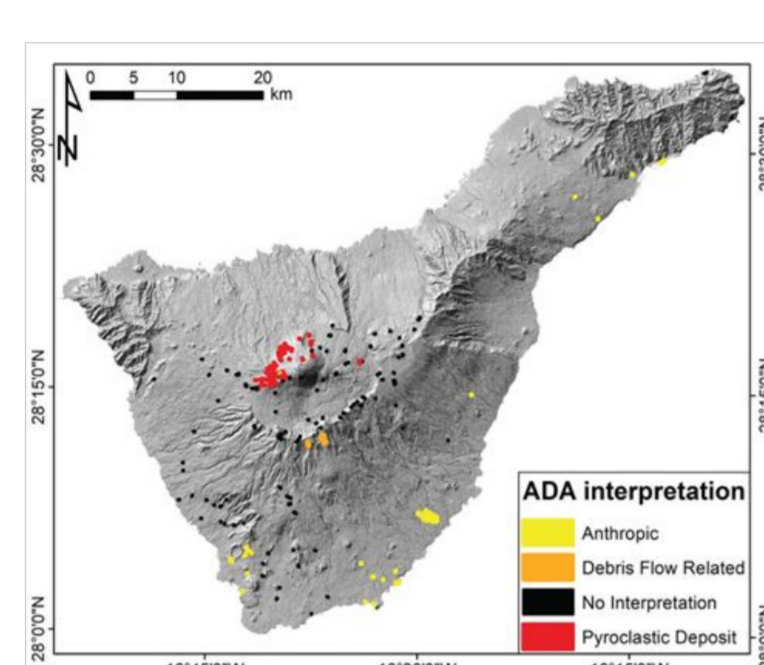 0 5 10 20
km
N
28°30'0"N
28°15'0"N
28°0'0"N
ADA interpretation
Anthropic
Debris Flow Related
No Interpretation
Pyroclastic Deposit